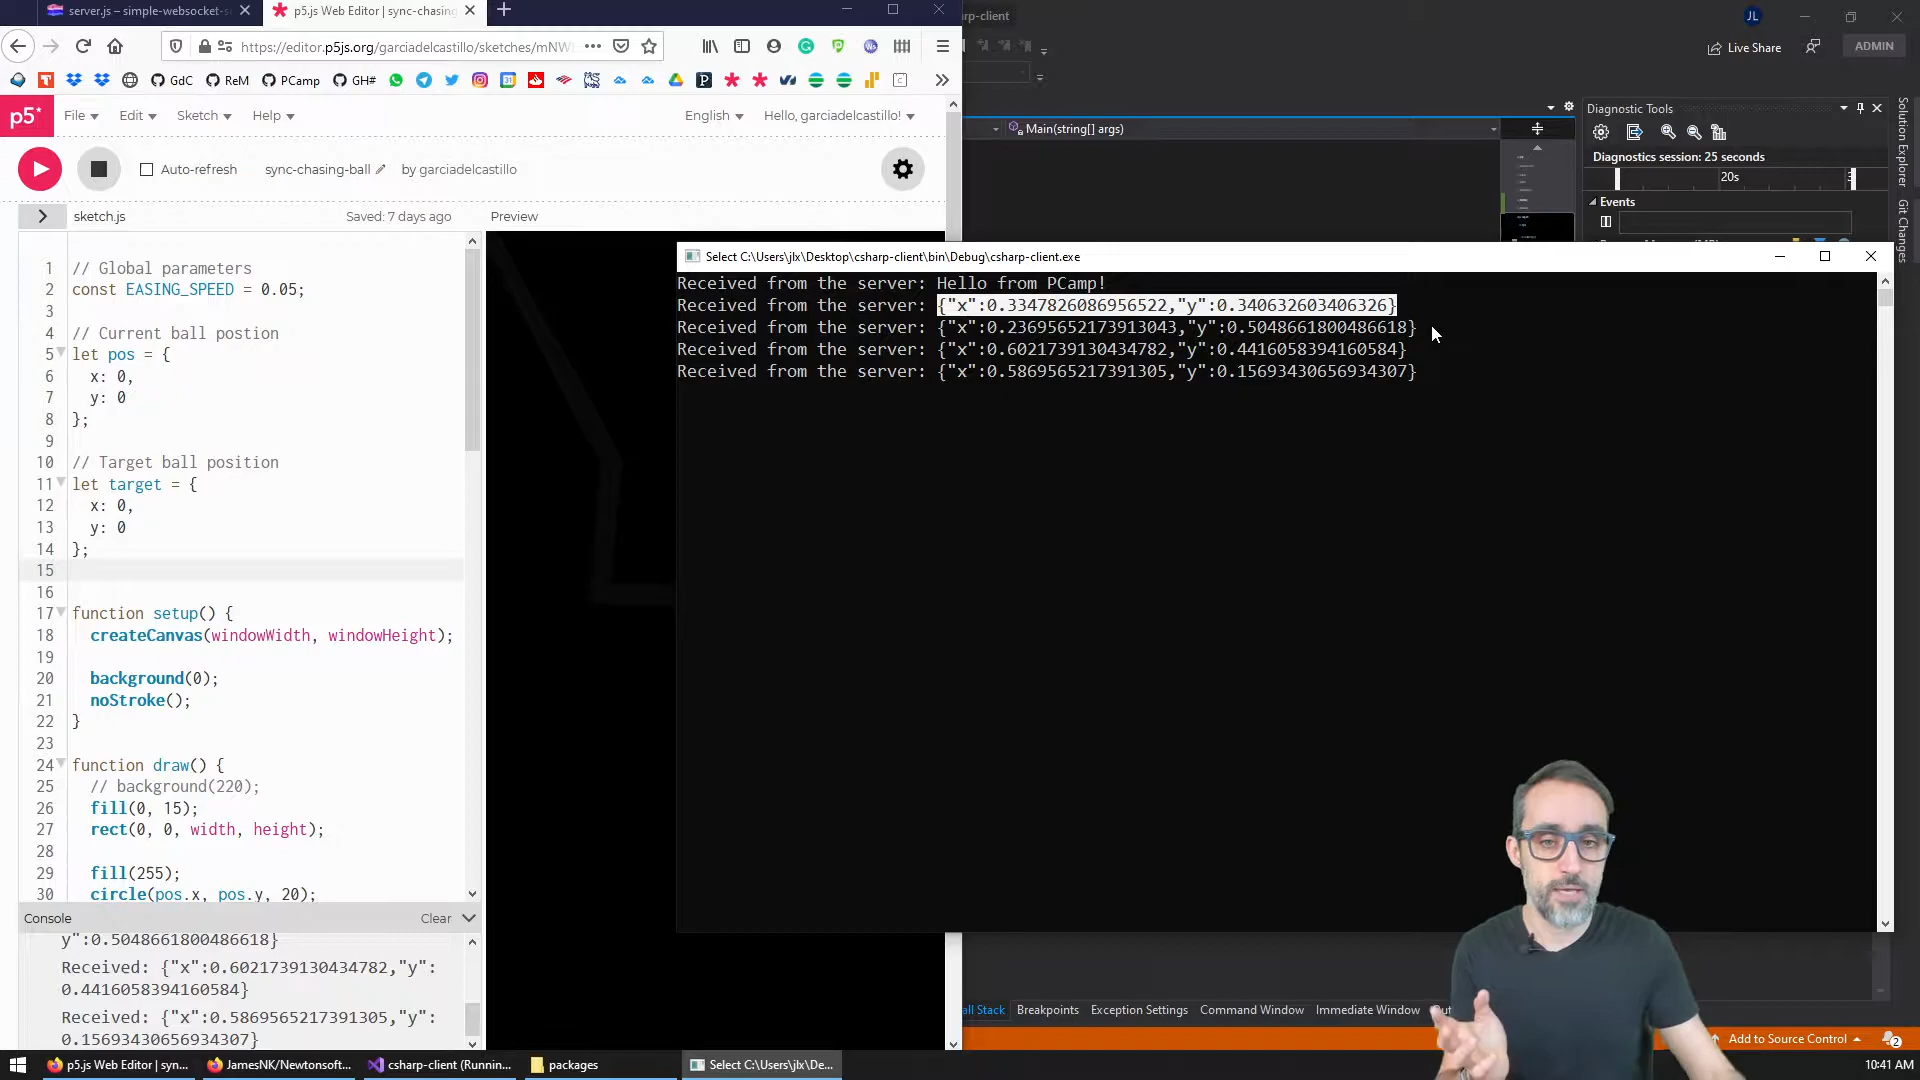 server.js – simple-websocket-s
p5.js Web Editor | sync-chasing
https://editor.p5js.org/garciadelcastillo/sketches/mNW
GdC
ReM
PCamp
GH#
p5*
File
Edit
Sketch
Help
English
Hello, garciadelcastillo!
Auto-refresh
sync-chasing-ball
by garciadelcastillo
sketch.js
Saved: 7 days ago
Preview
1 // Global parameters
2 const EASING_SPEED = 0.05;
3
4 // Current ball postion
5 let pos = {
6 x: 0,
7 y: 0
8 };
9
10 // Target ball position
11 let target = {
12 x: 0,
13 y: 0
14 };
15
16
17 function setup() {
18 createCanvas(windowWidth, windowHeight);
19
20 background(0);
21 noStroke();
22 }
23
24 function draw() {
25 // background(220);
26 fill(0, 15);
27 rect(0, 0, width, height);
28
29 fill(255);
30 circle(pos.x, pos.y, 20);
Console
Clear
y":0.5048661800486618}
Received: {"x":0.6021739130434782,"y":
0.4416058394160584}
Received: {"x":0.5869565217391305,"y":
0.15693430656934307}
rp-client
JL
Live Share
ADMIN
Main(string[] args)
Diagnostic Tools
Diagnostics session: 25 seconds
20s
Events
Solution Explorer
Git Changes
Select C:\Users\jlx\Desktop\csharp-client\bin\Debug\csharp-client.exe
Received from the server: Hello from PCamp!
Received from the server: {"x":0.3347826086956522,"y":0.340632603406326}
Received from the server: {"x":0.23695652173913043,"y":0.5048661800486618}
Received from the server: {"x":0.6021739130434782,"y":0.4416058394160584}
Received from the server: {"x":0.5869565217391305,"y":0.15693430656934307}
all Stack
Breakpoints
Exception Settings
Command Window
Immediate Window
Add to Source Control
2
p5.js Web Editor | syn...
JamesNK/Newtonsoft...
csharp-client (Runnin...
packages
Select C:\Users\jlx\De...
10:41 AM